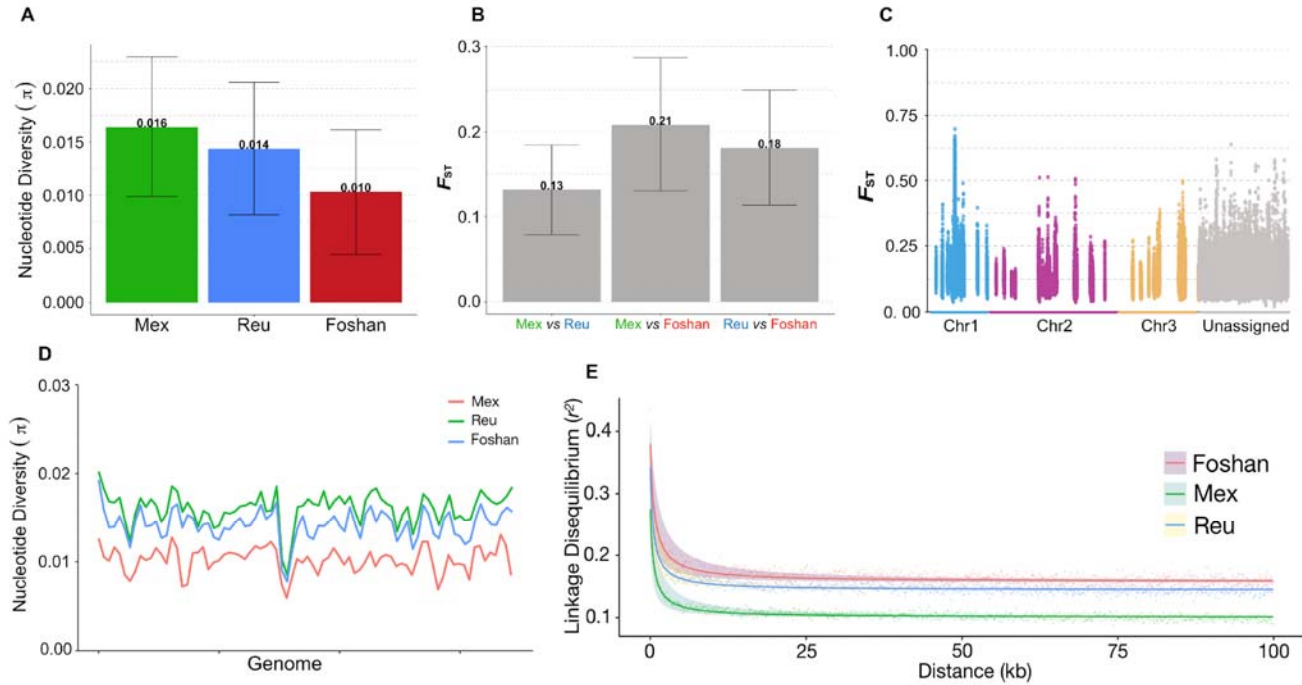 A
Nucleotide Diversity ( π)
0.020
0.015
0.010
0.005
0.000
0.016
0.014
0.010
Mex
Reu
Foshan
B
FST
0.3
0.2
0.1
0.0
0.13
0.21
0.18
Mex vs Reu
Mex vs Foshan
Reu vs Foshan
C
FST
1.00
0.75
0.50
0.25
0. 00
Chr1
Chr2
Chr3
Unassigned
D
Nucleotide Diversity ( π)
0.03
0.02
0.01
0.00
Mex
Reu
Foshan
Genome
E
Linkage Disequilibrium (r²)
0.4
0.3
0.2
0.1
Foshan
Mex
Reu
0
25
50
75
100
Distance (kb)